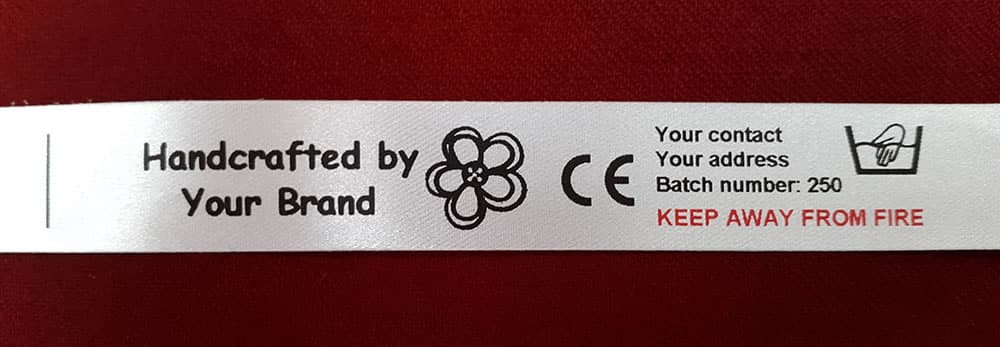 Handcrafted by
Your Brand
CE
Your contact
Your address
Batch number: 250
KEEP AWAY FROM FIRE